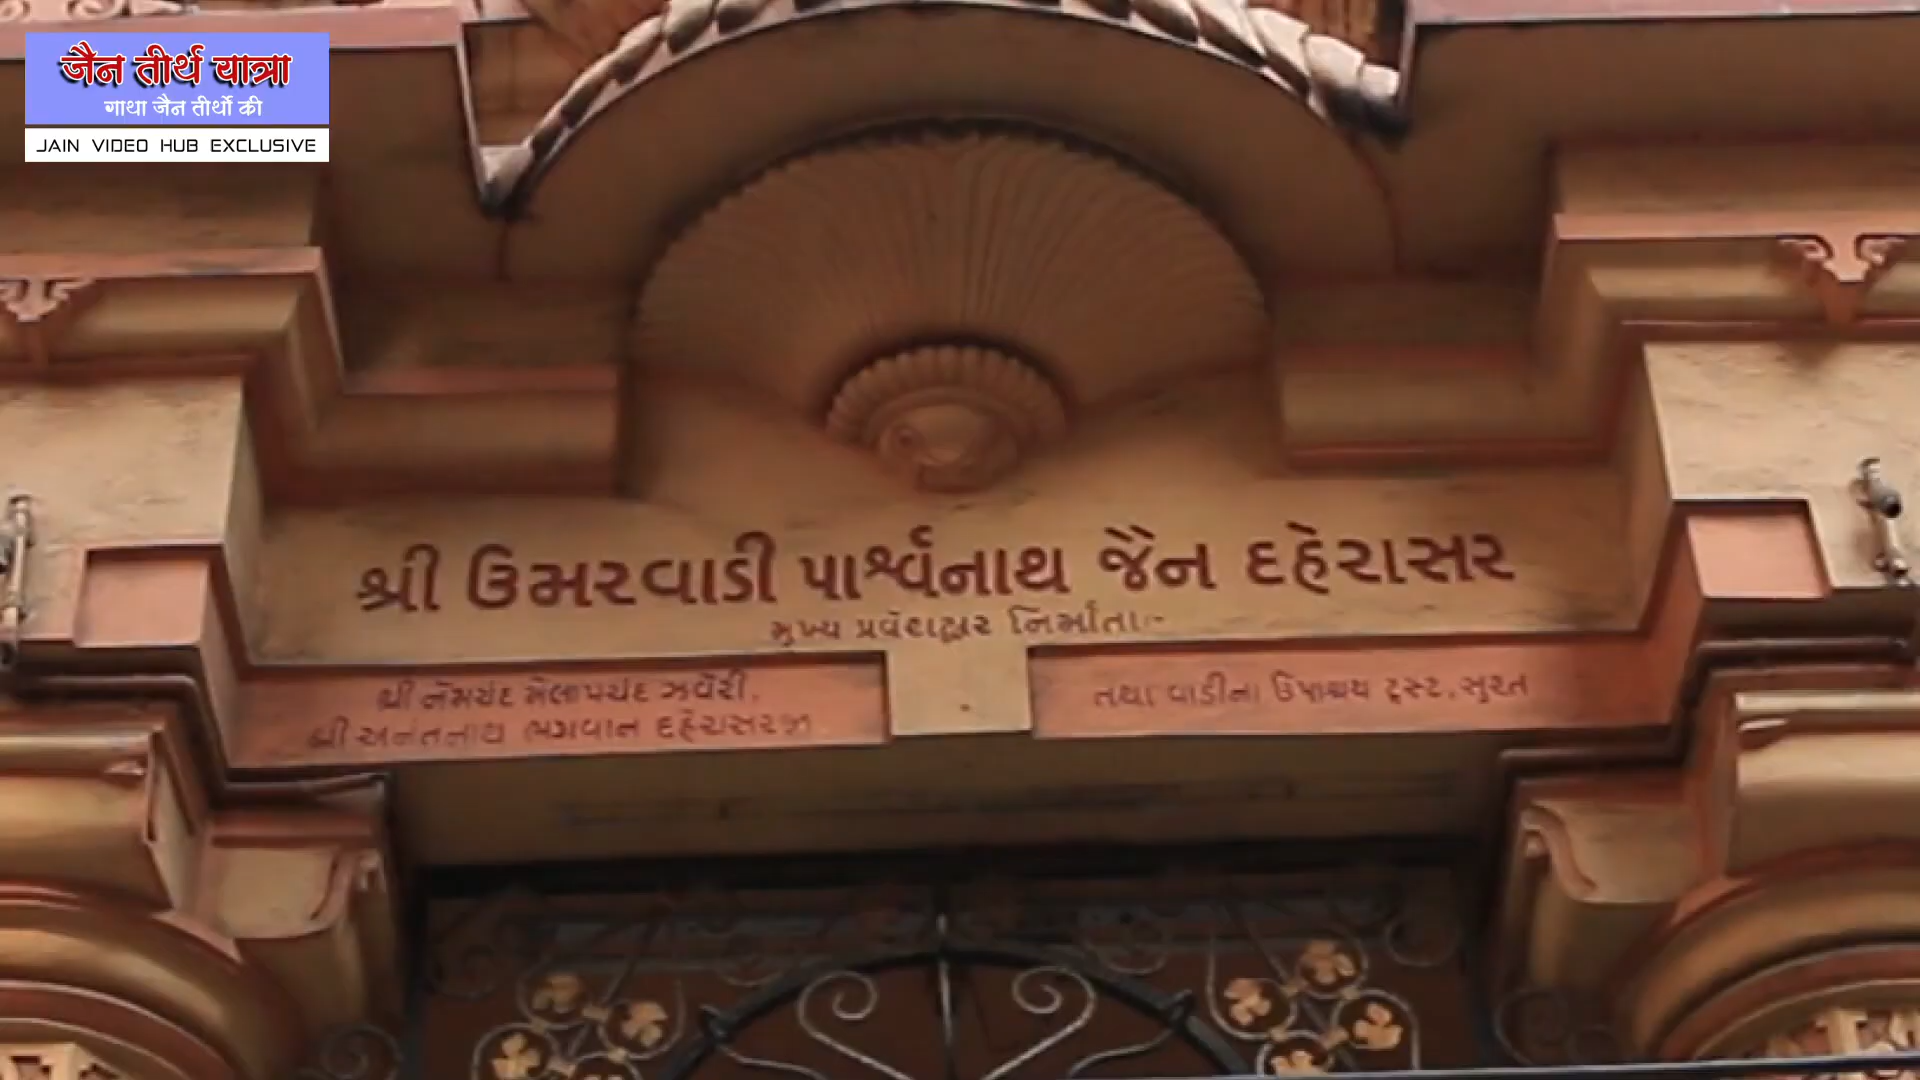 जैन तीर्थ यात्रा
गाथा जैन तीर्थो की
JAIN VIDEO HUB EXCLUSIVE
શ્રી ઉમરવાડી પાર્શ્વનાથ જૈન દહેરાસર
મુખ્ય પ્રવેશદ્વાર નિર્માતા:-
શ્રી નેમચંદ મેલાપચંદ ઝવેરી,
શ્રી અનંતનાથ ભગવાન દહેરાસરજી
તથા વાડીના ઉપાશ્રય ટ્રસ્ટ, સુરત